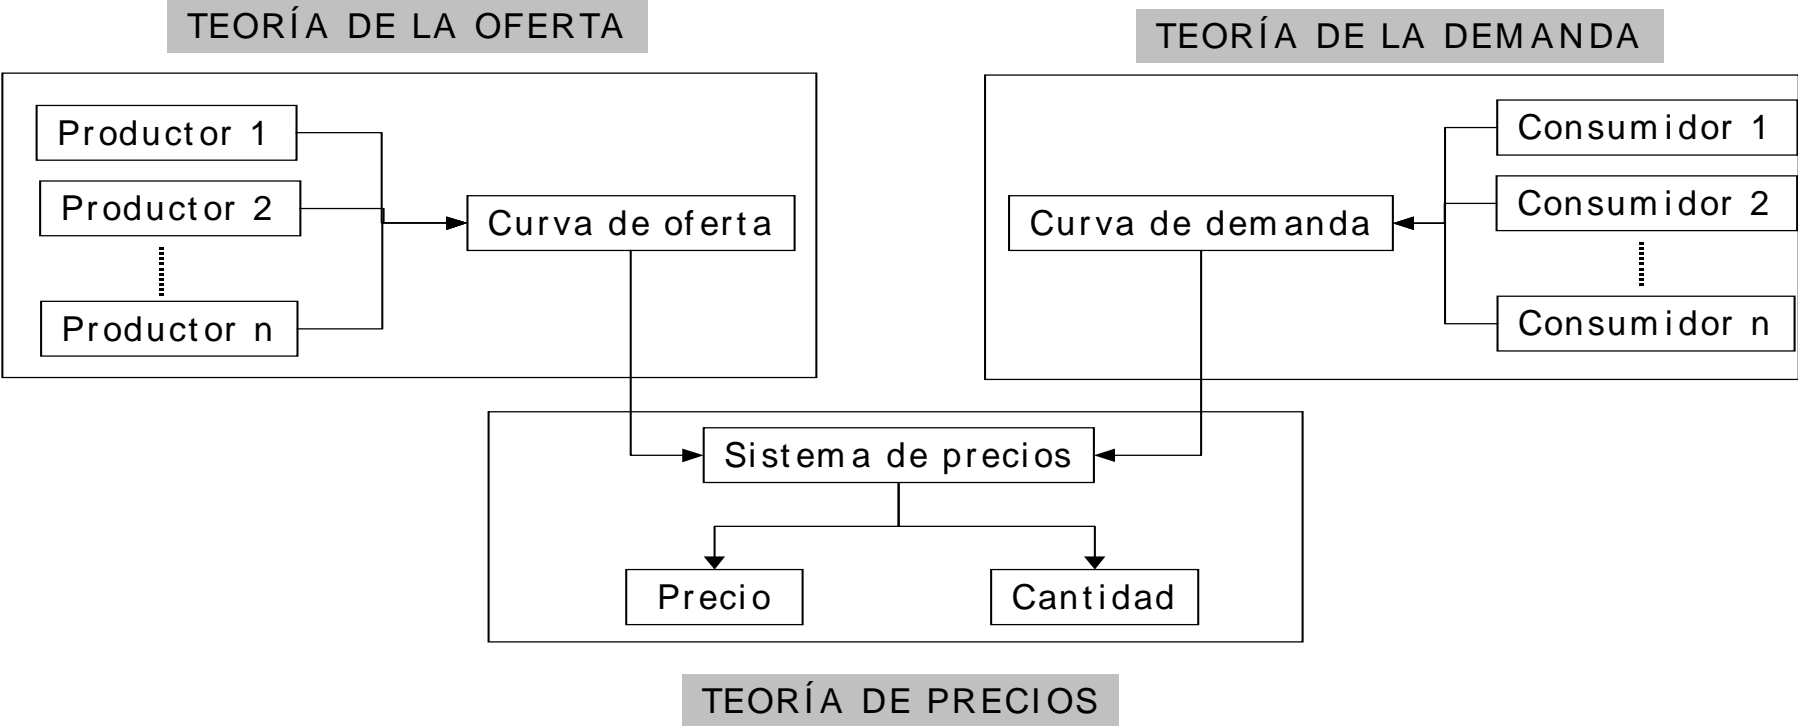 TEORÍA DE LA OFERTA
TEORÍA DE LA DEMANDA
Productor 1
Productor 2
Productor n
Curva de oferta
Curva de demanda
Consumidor 1
Consumidor 2
Consumidor n
Sistema de precios
Precio
Cantidad
TEORÍA DE PRECIOS